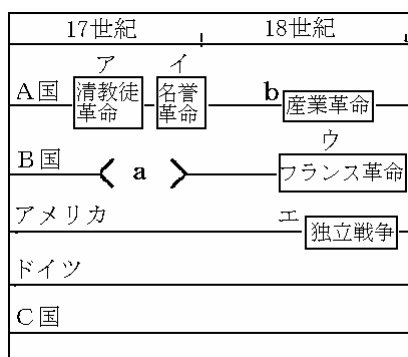 17世紀 18世紀
ア イ
A国 清教徒革命 名誉革命 b 産業革命
ウ
B国 a フランス革命
アメリカ エ 独立戦争
ドイツ
C国